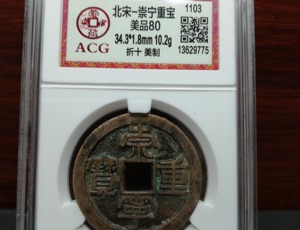 北宋-崇宁重宝
1103
美品80
34.3*1.8mm 10.2g
ACG
折十 美制
13629775
崇
寶 重
寧